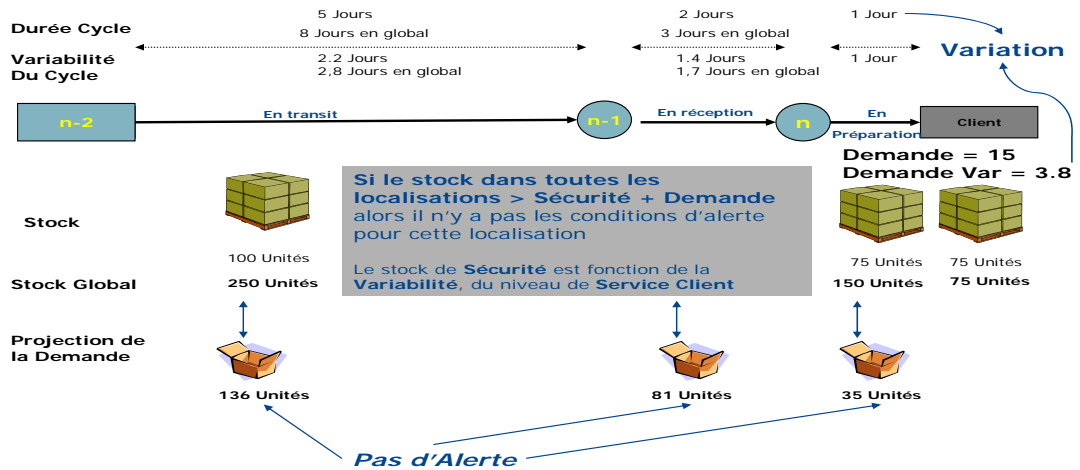 Durée Cycle
5 Jours
2 Jours
1 Jour
8 Jours en global
3 Jours en global
Variation
Variabilité
Du Cycle
2.2 Jours
1.4 Jours
1 Jour
2,8 Jours en global
1,7 Jours en global
n-2
En transit
n-1
En réception
n
En
Préparation
Client
Demande = 15
Demande Var = 3.8
Si le stock dans toutes les
localisations > Sécurité + Demande
alors il n'y a pas les conditions d'alerte
pour cette localisation
Le stock de Sécurité est fonction de la
Variabilité, du niveau de Service Client
Stock
100 Unités
75 Unités
75 Unités
Stock Global
250 Unités
150 Unités
75 Unités
Projection de
la Demande
136 Unités
81 Unités
35 Unités
Pas d'Alerte